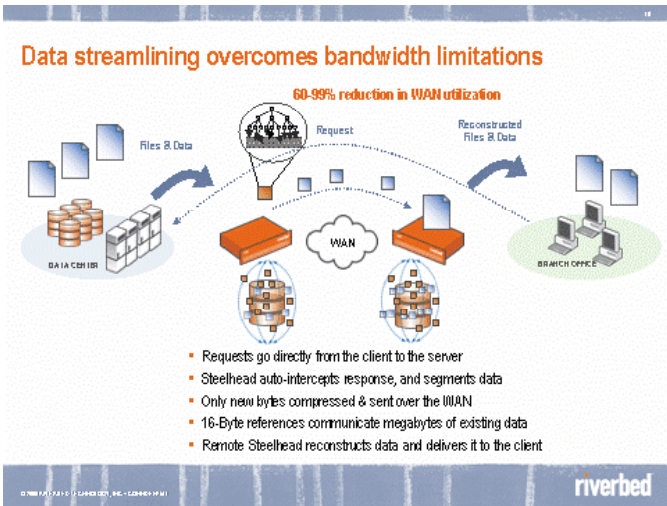 Data streamlining overcomes bandwidth limitations
60-99% reduction in WAN utilization
Files & Data
Request
Reconstructed
Files & Data
WAN
DATA CENTER
BRANCH OFFICE
▪ Requests go directly from the client to the server
▪ Steelhead auto-intercepts response, and segments data
▪ Only new bytes compressed & sent over the WAN
▪ 16-Byte references communicate megabytes of existing data
▪ Remote Steelhead reconstructs data and delivers it to the client
riverbed